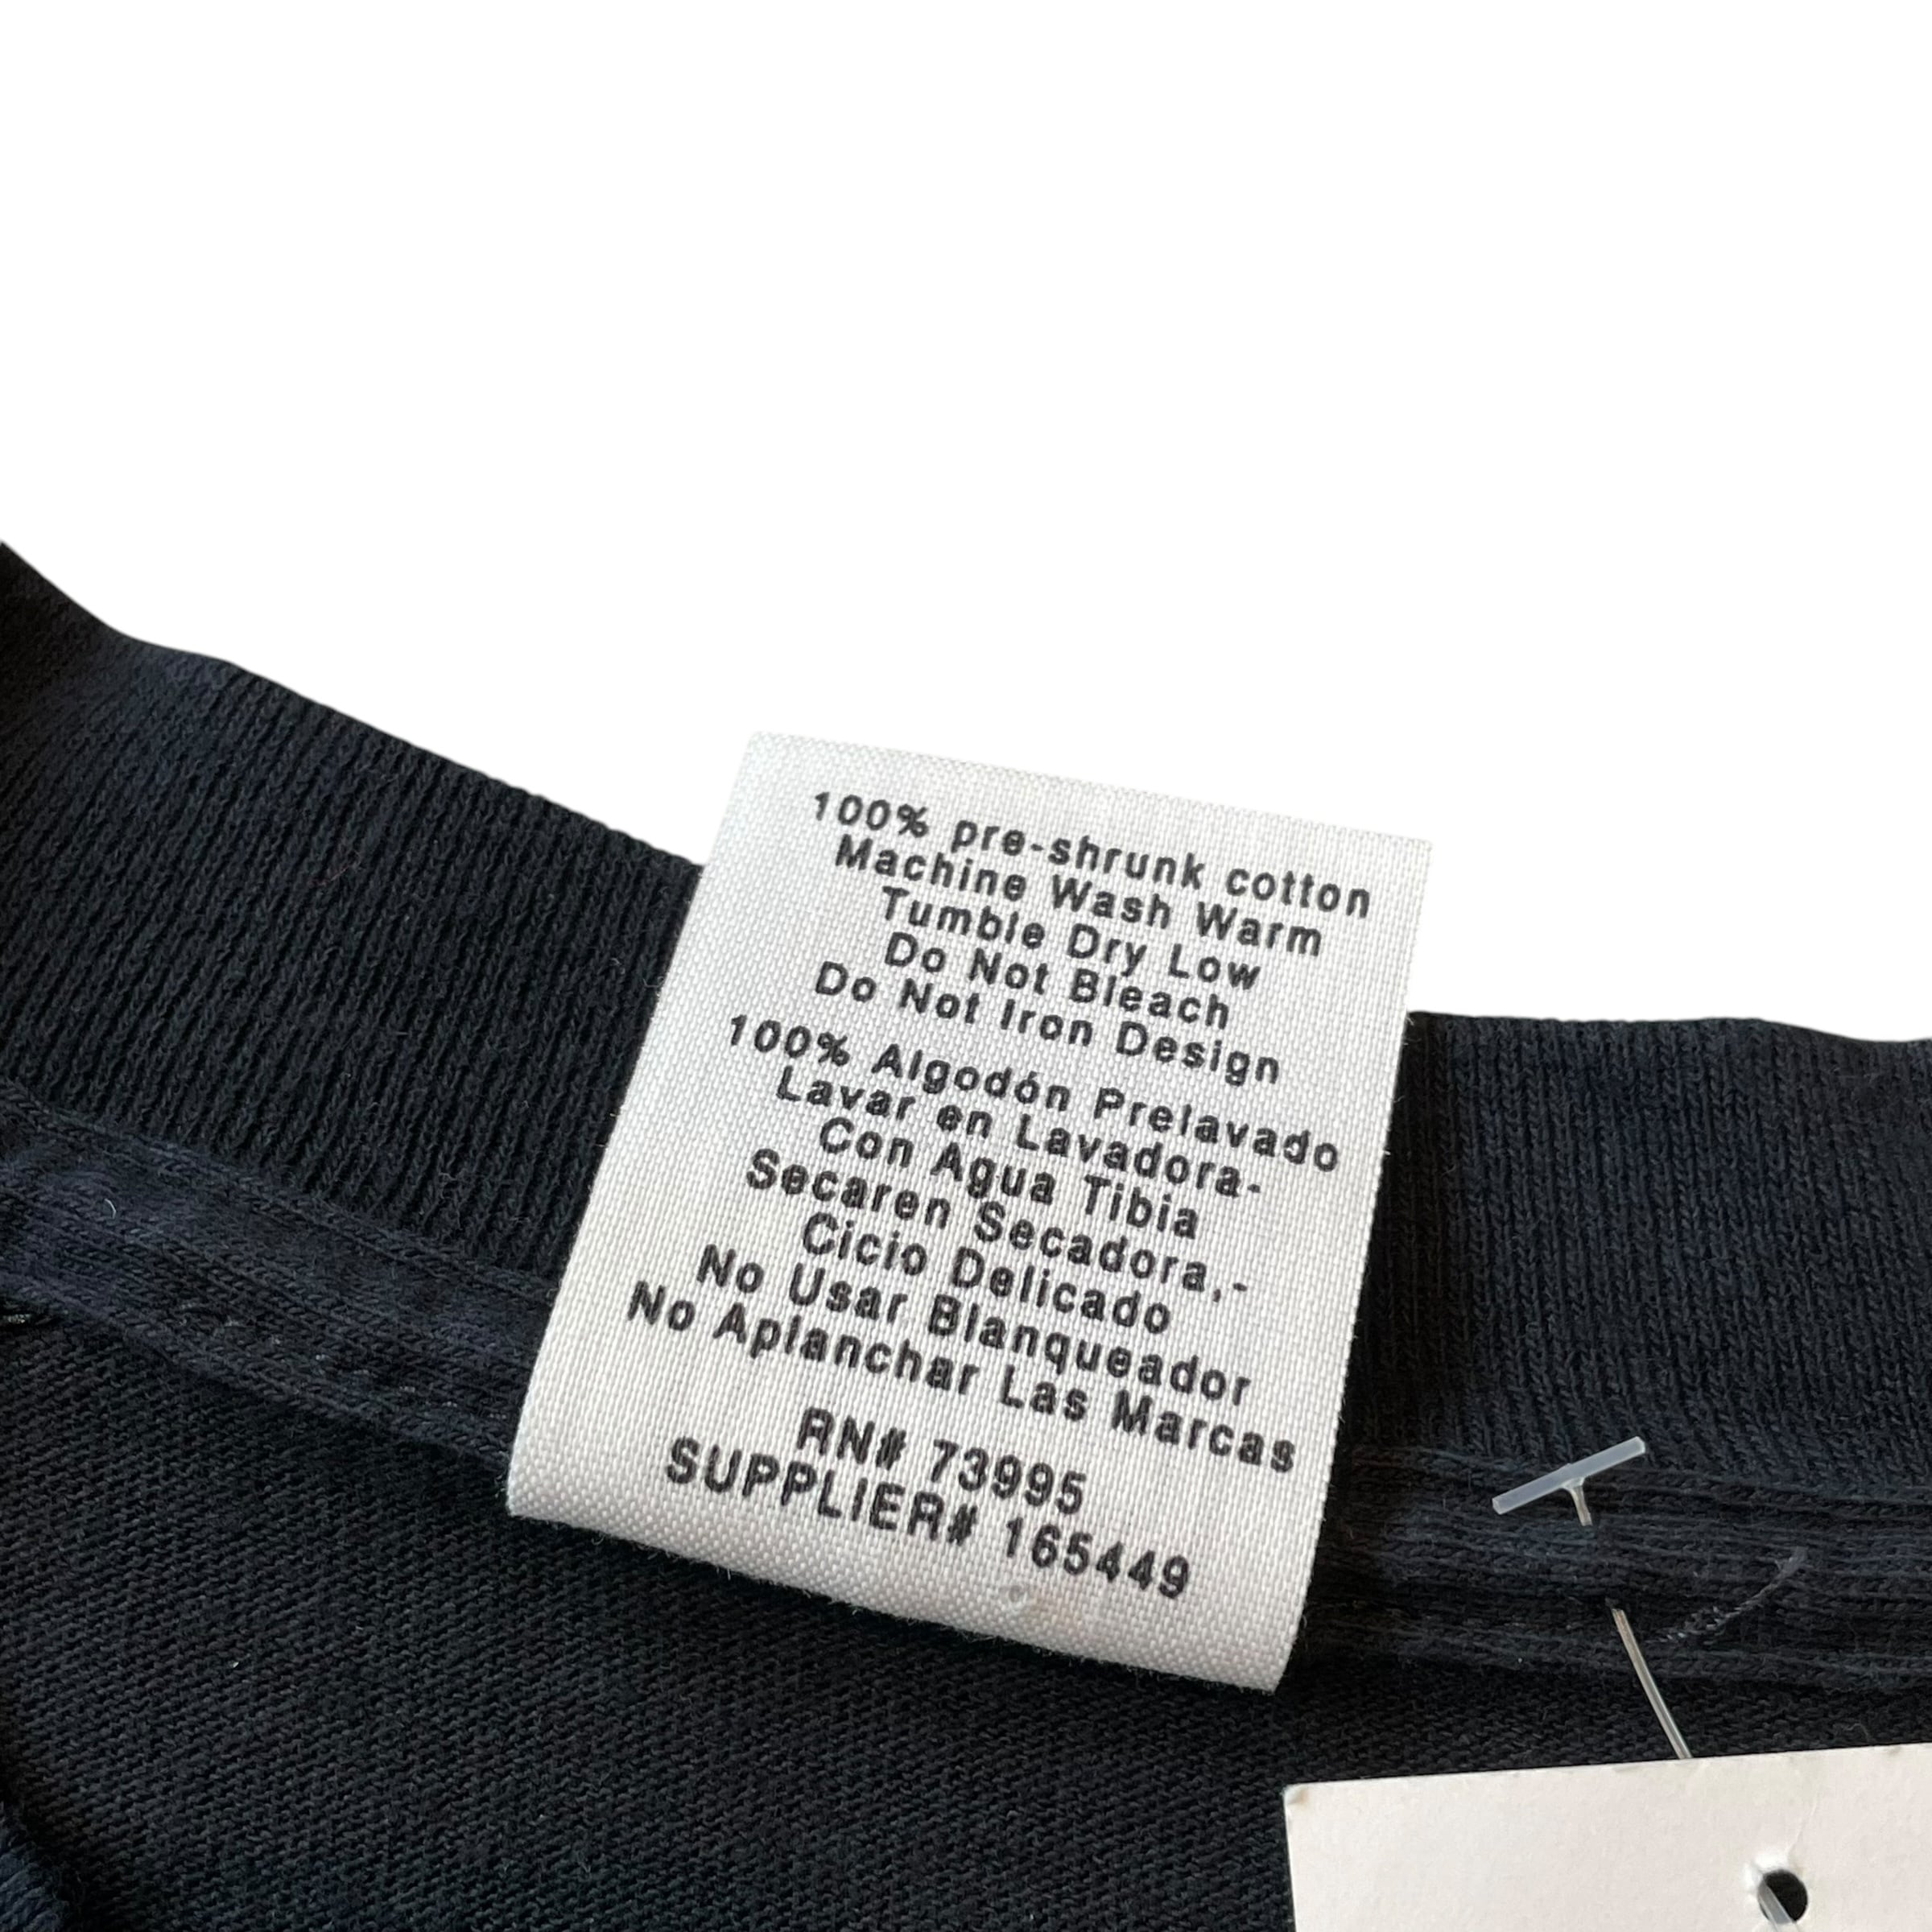 100% pre-shrunk cotton
Machine Wash Warm
Tumble Dry Low
Do Not Bleach
Do Not Iron Design
100% Algodón Prelavado
Lavar en Lavadora-
Con Agua Tibia
Secaren Secadora,-
Cicio Delicado
No Usar Blanqueador
No Aplanchar Las Marcas
RN# 73995
SUPPLIER# 165449